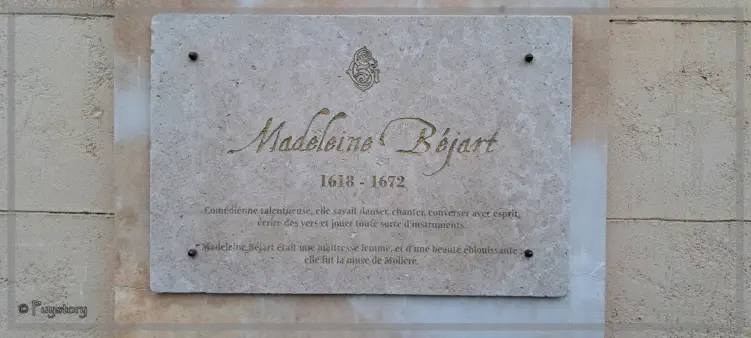 Madeleine Béjart
1618 - 1672
Comédienne talentueuse, elle savait danser, chanter, converser avec esprit,
écrire des vers et jouer toute sorte d'instruments.
Madeleine Béjart était une maîtresse femme, et d'une beauté éblouissante
elle fut la muse de Molière.
© Puystory